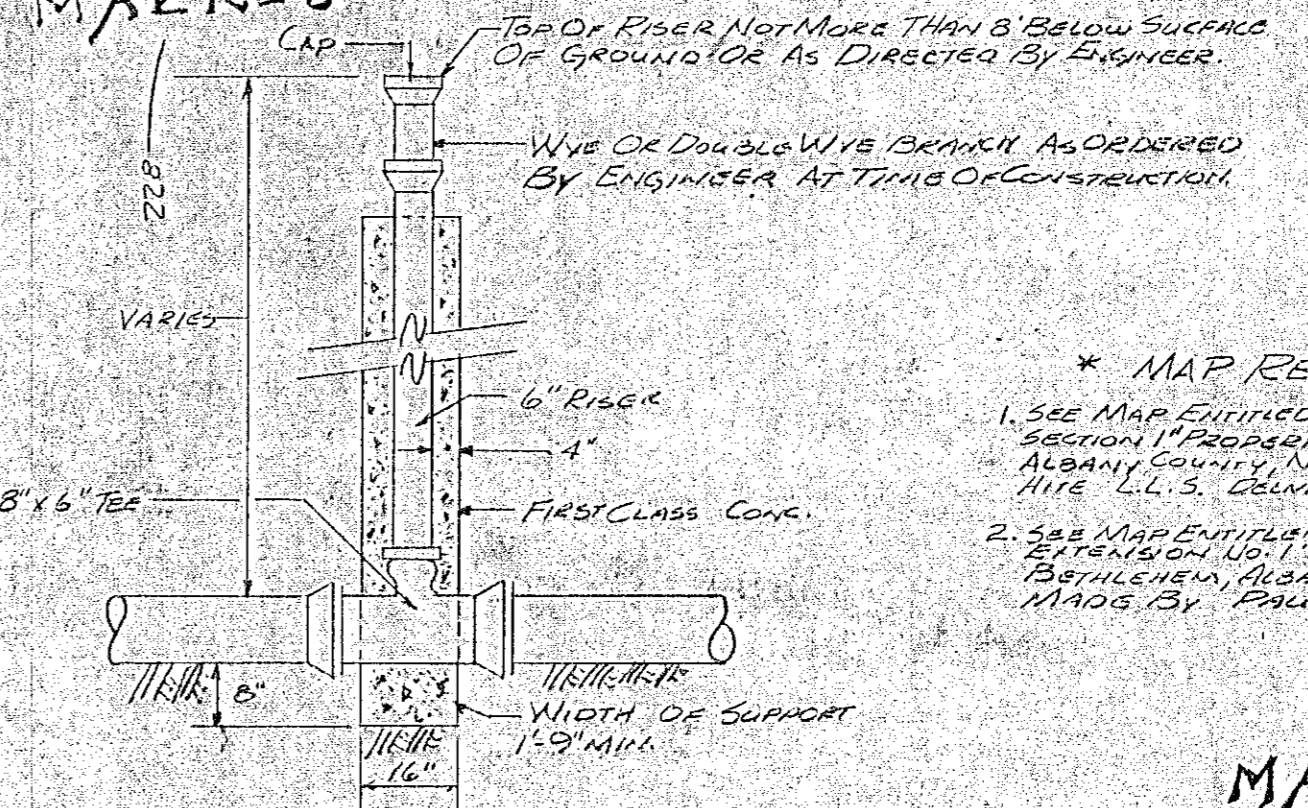 CAP
TOP OF RISER NOT MORE THAN 8' BELOW SURFACE
OF GROUND OR AS DIRECTED BY ENGINEER.
822
WYE OR DOUBLE WYE BRANCH AS ORDERED
BY ENGINEER AT TIME OF CONSTRUCTION.
VARIES
6" RISER
4"
8" X 6" TEE
FIRST CLASS CONC.
8"
WIDTH OF SUPPORT
1'-9" MIN.
16"
* MAP RE
1. SEE MAP ENTITLED
SECTION 1" PROPER
ALBANY COUNTY, N
HITE L.L.S. DELM
2. SEE MAP ENTITLE
EXTENSION NO. 1"
BETHLEHEM, ALBA
MADE BY PAU
MA